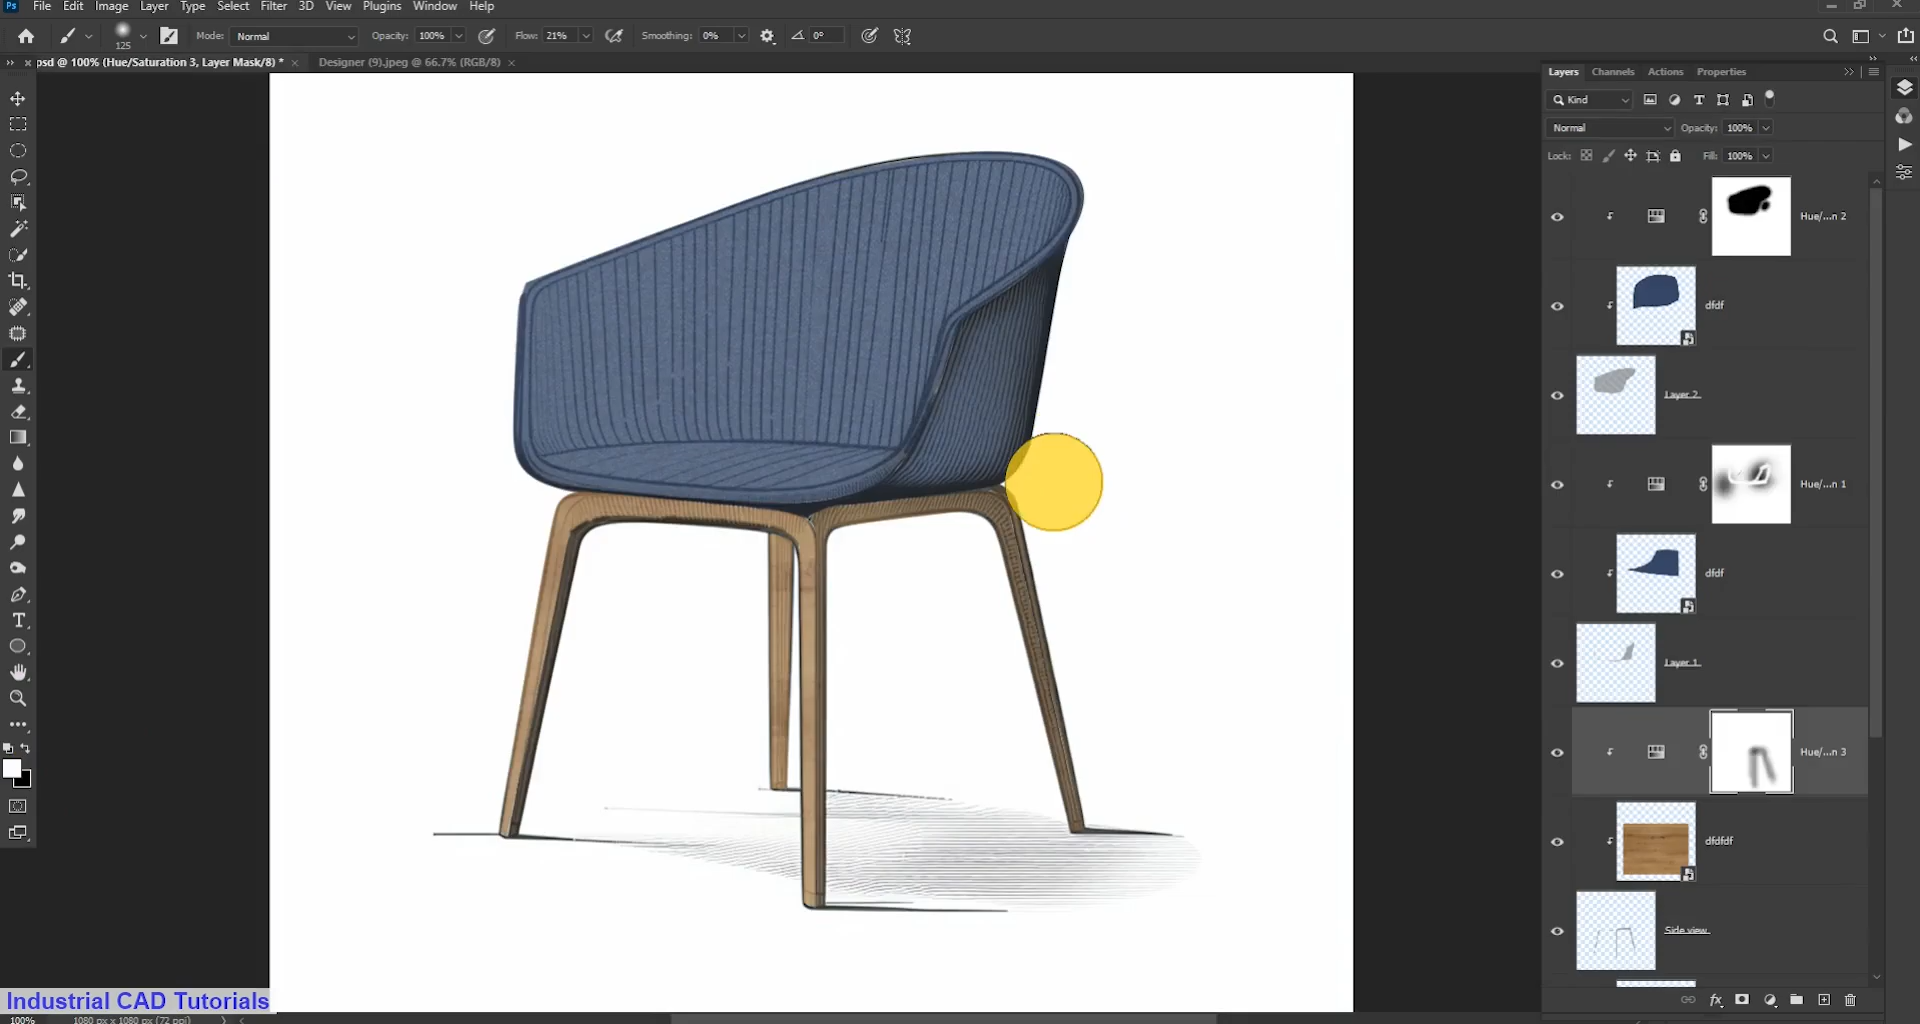 Ps File Edit Image Layer Type Select Filter 3D View Plugins Window Help
125 Mode: Normal Opacity: 100% Flow: 21% Smoothing: 0% 0°
psd @ 100% (Hue/Saturation 3, Layer Mask/8) * Designer (9).jpeg @ 66.7% (RGB/8)
Layers Channels Actions Properties
Kind
Normal Opacity: 100%
Lock: Fill: 100%
Hue/...n 2
dfdf
Layer 2
Hue/...n 1
dfdf
Layer 1
Hue/...n 3
dfdfdf
Side view
Industrial CAD Tutorials
100% 1080 px x 1080 px (72 ppi)